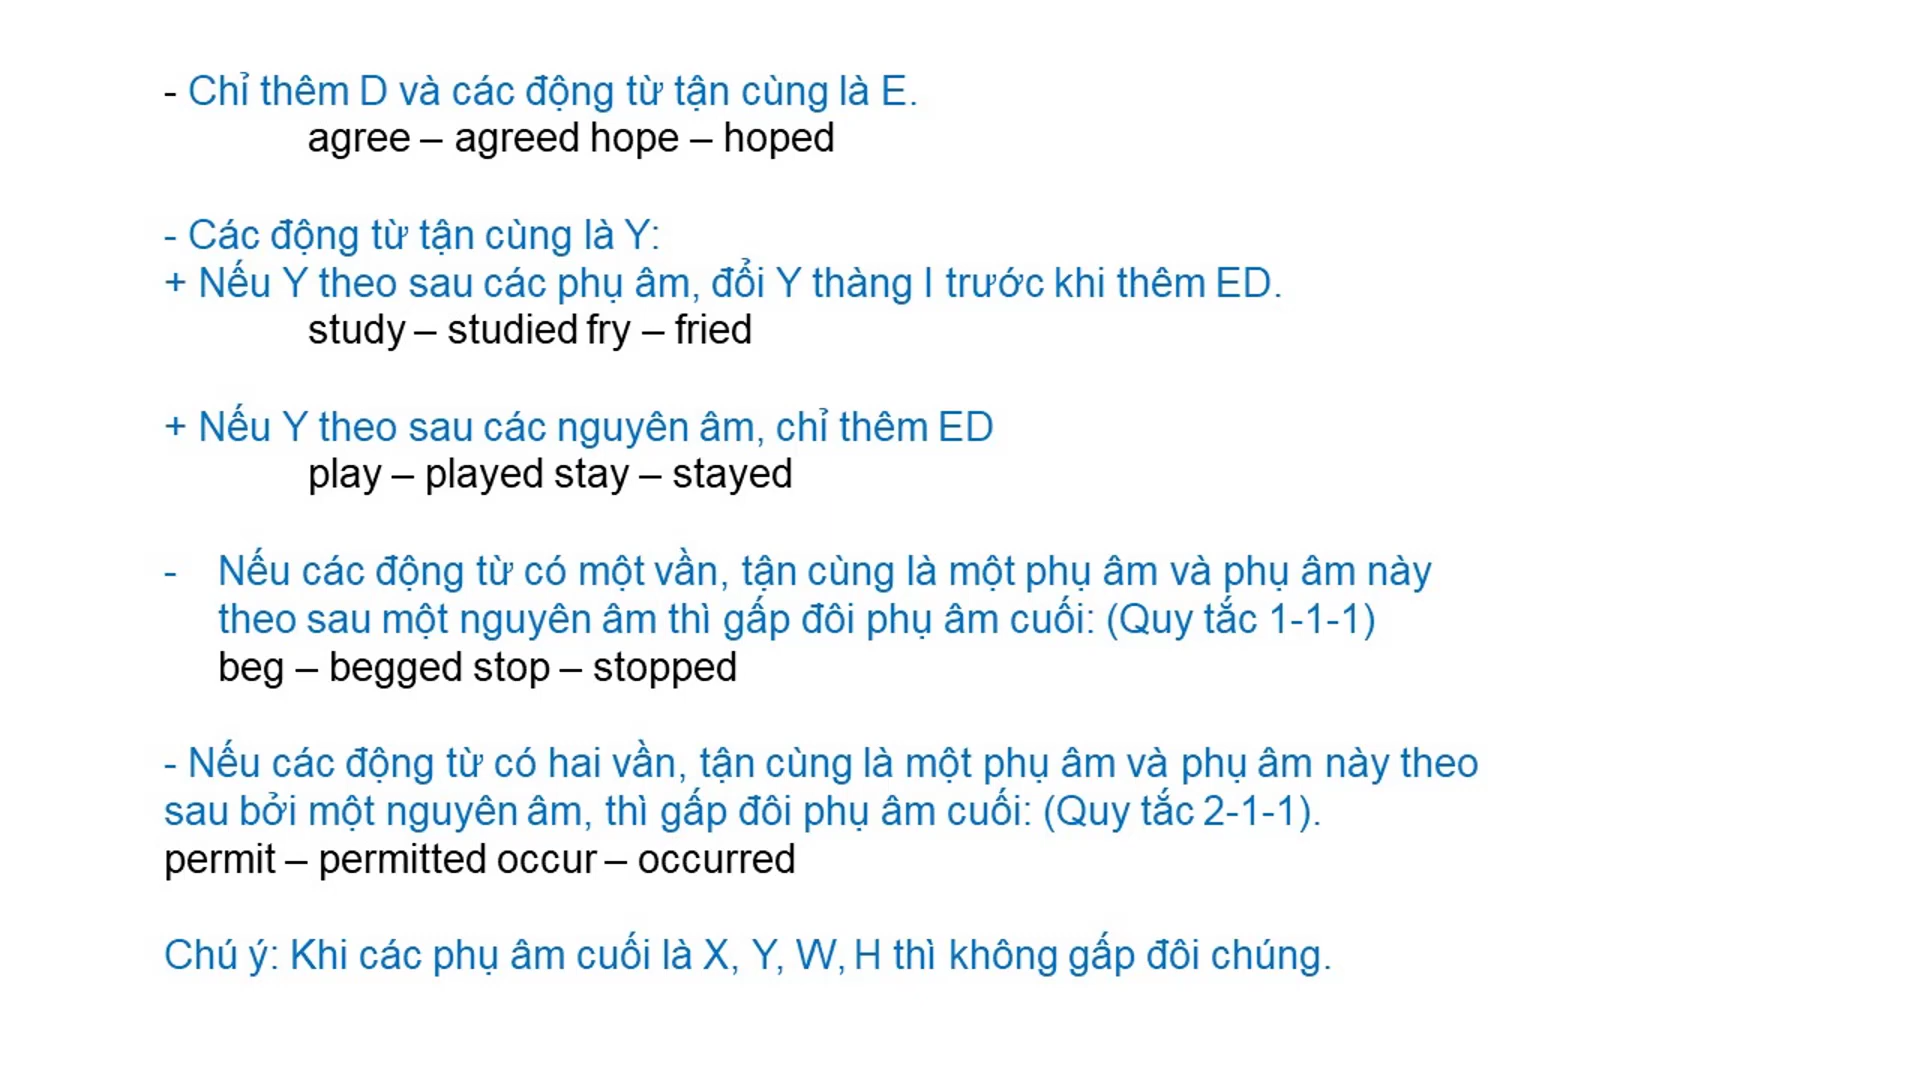 - Chỉ thêm D và các động từ tận cùng là E.
agree – agreed hope – hoped
- Các động từ tận cùng là Y:
+ Nếu Y theo sau các phụ âm, đổi Y thàng I trước khi thêm ED.
study – studied fry – fried
+ Nếu Y theo sau các nguyên âm, chỉ thêm ED
play – played stay – stayed
- Nếu các động từ có một vần, tận cùng là một phụ âm và phụ âm này
theo sau một nguyên âm thì gấp đôi phụ âm cuối: (Quy tắc 1-1-1)
beg – begged stop – stopped
- Nếu các động từ có hai vần, tận cùng là một phụ âm và phụ âm này theo
sau bởi một nguyên âm, thì gấp đôi phụ âm cuối: (Quy tắc 2-1-1).
permit – permitted occur – occurred
Chú ý: Khi các phụ âm cuối là X, Y, W, H thì không gấp đôi chúng.